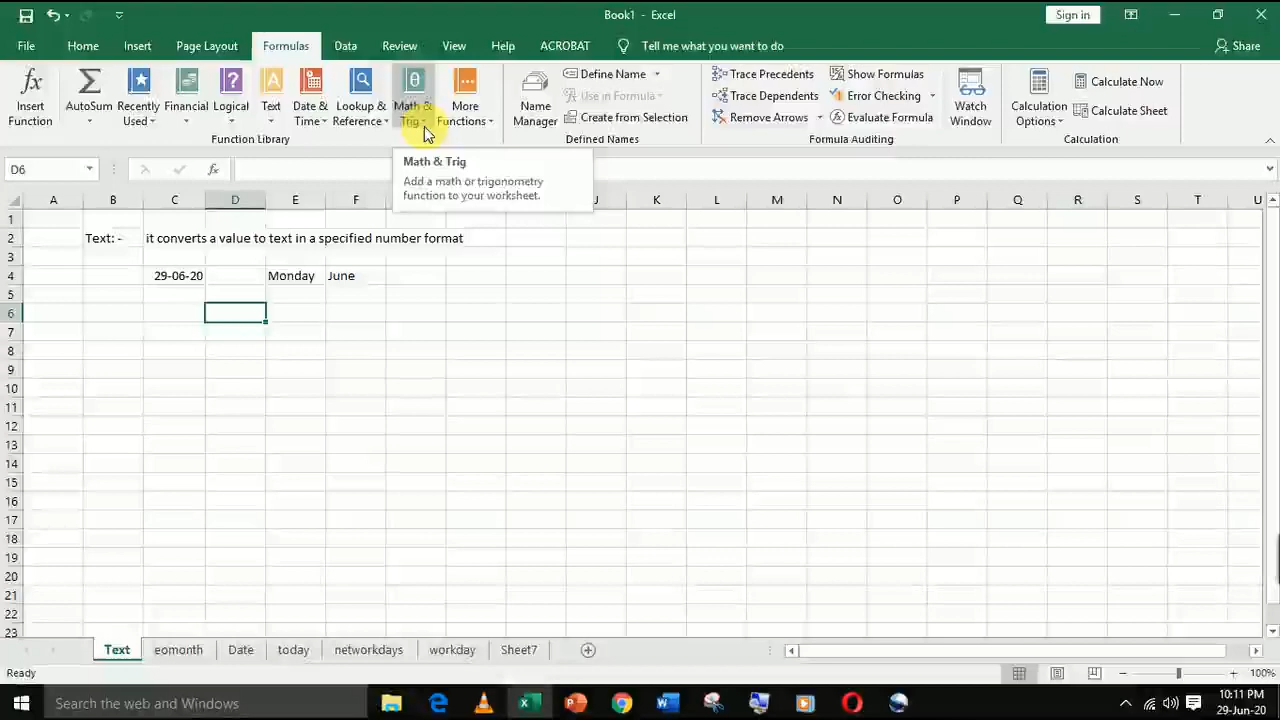 Book1 - Excel
Sign in
File Home Insert Page Layout Formulas Data Review View Help ACROBAT Tell me what you want to do Share
Insert Function
AutoSum
Recently Used
Financial
Logical
Text
Date & Time
Lookup & Reference
Math & Trig
More Functions
Function Library
Name Manager
Define Name
Use in Formula
Create from Selection
Defined Names
Trace Precedents
Trace Dependents
Remove Arrows
Show Formulas
Error Checking
Evaluate Formula
Formula Auditing
Watch Window
Calculation Options
Calculate Now
Calculate Sheet
Calculation
D6
fx
Math & Trig
Add a math or trigonometry
function to your worksheet.
A B C D E F J K L M N O P Q R S T U
1
2 Text: - it converts a value to text in a specified number format
3
4 29-06-20 Monday June
5
6
7
8
9
10
11
12
13
14
15
16
17
18
19
20
21
22
23
Text eomonth Date today networkdays workday Sheet7
Ready
100%
Search the web and Windows
10:11 PM
29-Jun-20